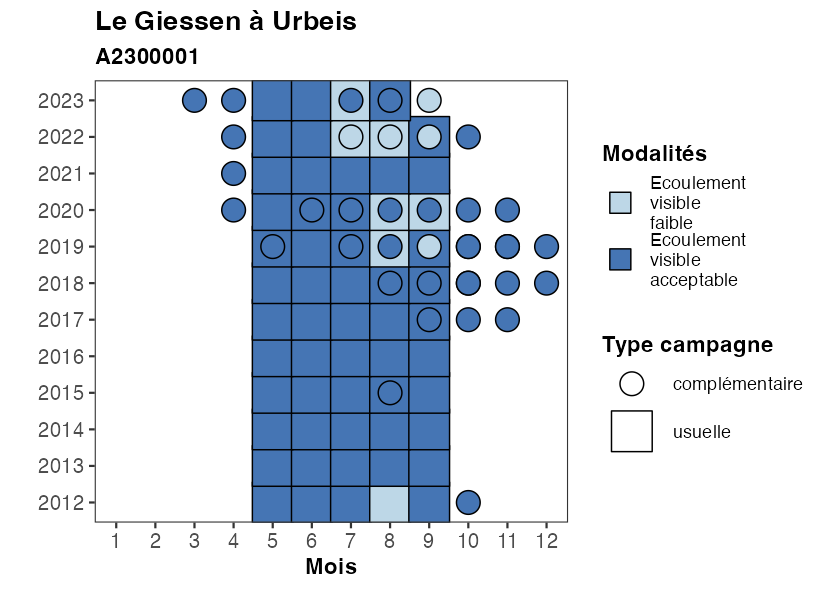 Le Giessen à Urbeis
A2300001
2023
2022
2021
2020
2019
2018
2017
2016
2015
2014
2013
2012
1 2 3 4 5 6 7 8 9 10 11 12
Mois
Modalités
Ecoulement
visible
faible
Ecoulement
visible
acceptable
Type campagne
complémentaire
usuelle